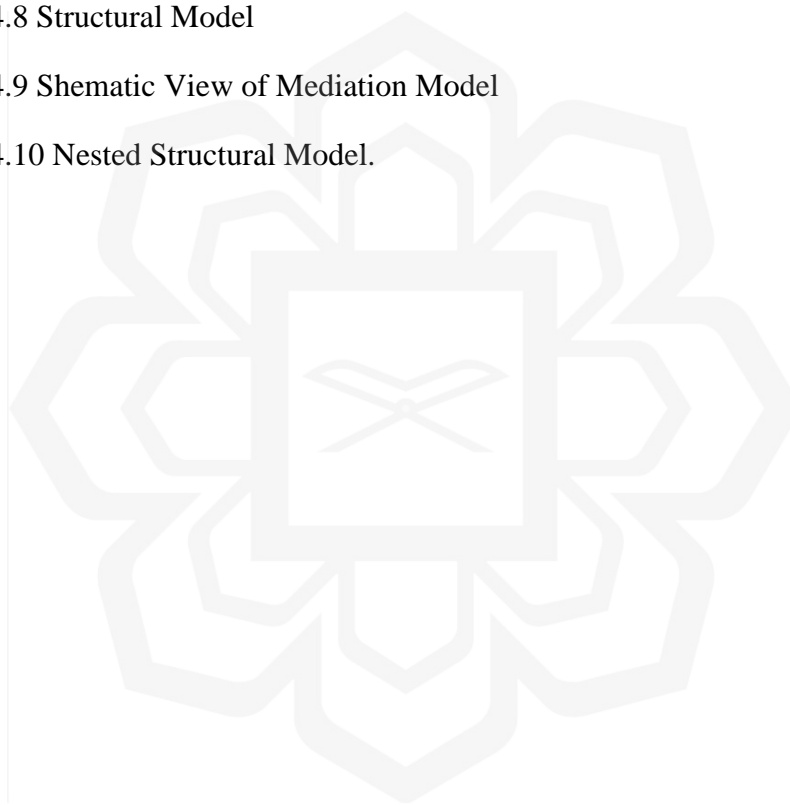 .8 Structural Model
.9 Shematic View of Mediation Model
.10 Nested Structural Model.